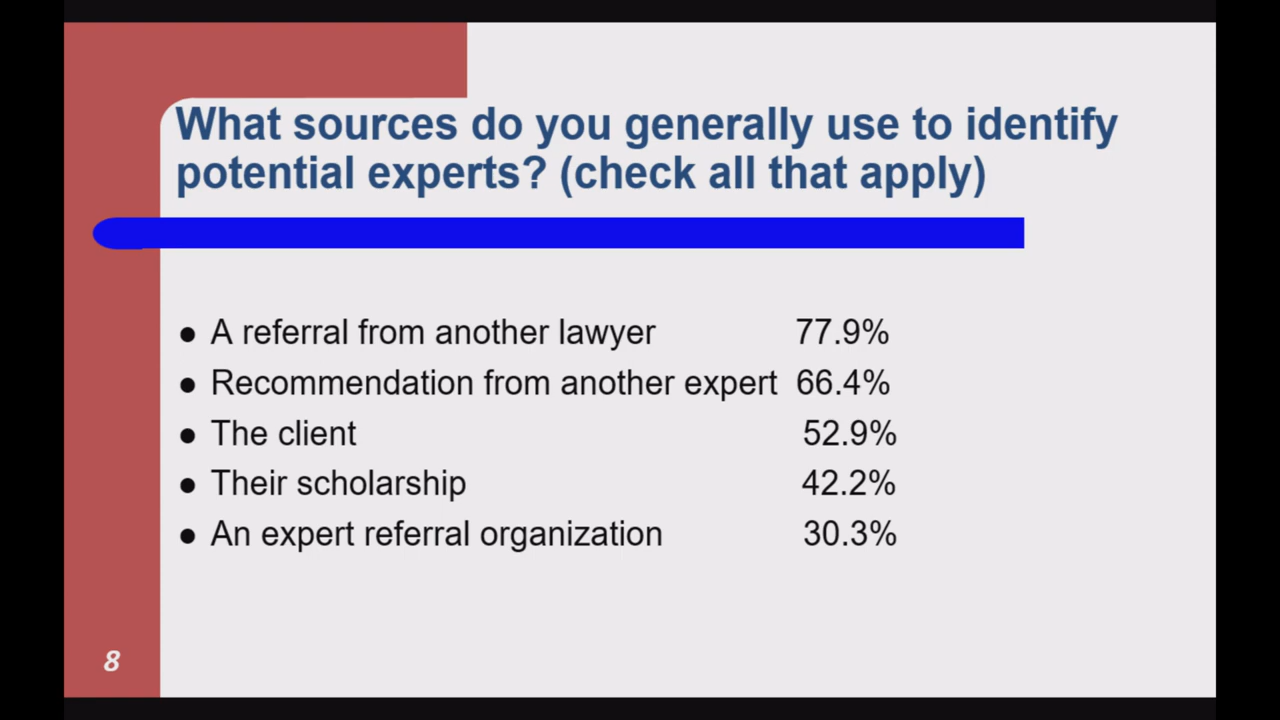 What sources do you generally use to identify
potential experts? (check all that apply)
● A referral from another lawyer 77.9%
● Recommendation from another expert 66.4%
● The client 52.9%
● Their scholarship 42.2%
● An expert referral organization 30.3%
8